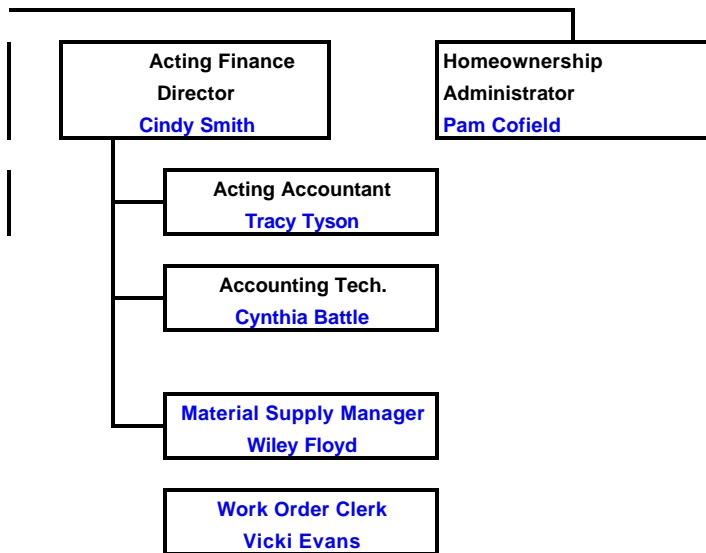 Acting Finance
Director
Cindy Smith
Homeownership
Administrator
Pam Cofield
Acting Accountant
Tracy Tyson
Accounting Tech.
Cynthia Battle
Material Supply Manager
Wiley Floyd
Work Order Clerk
Vicki Evans